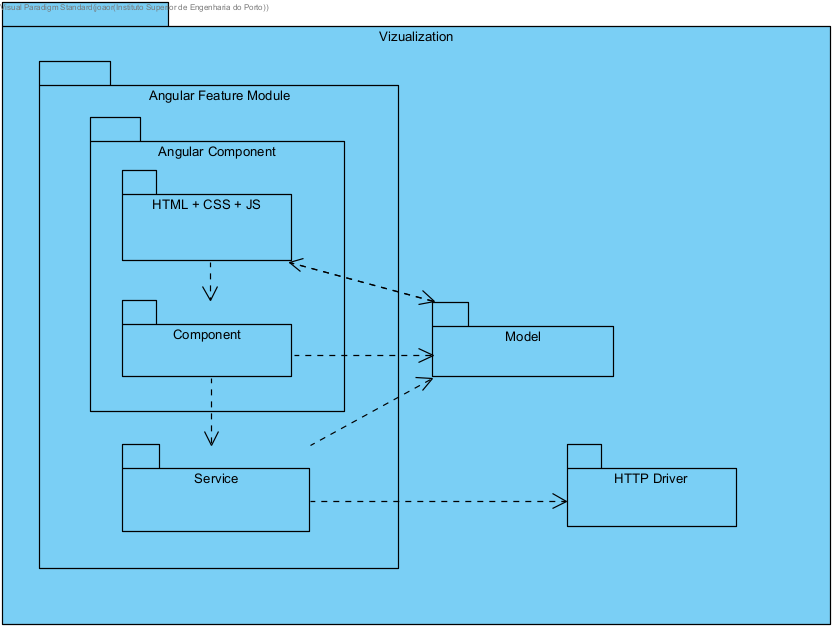 Visual Paradigm Standard(joaor(Instituto Superior de Engenharia do Porto))
Vizualization
Angular Feature Module
Angular Component
HTML + CSS + JS
Component
Model
Service
HTTP Driver